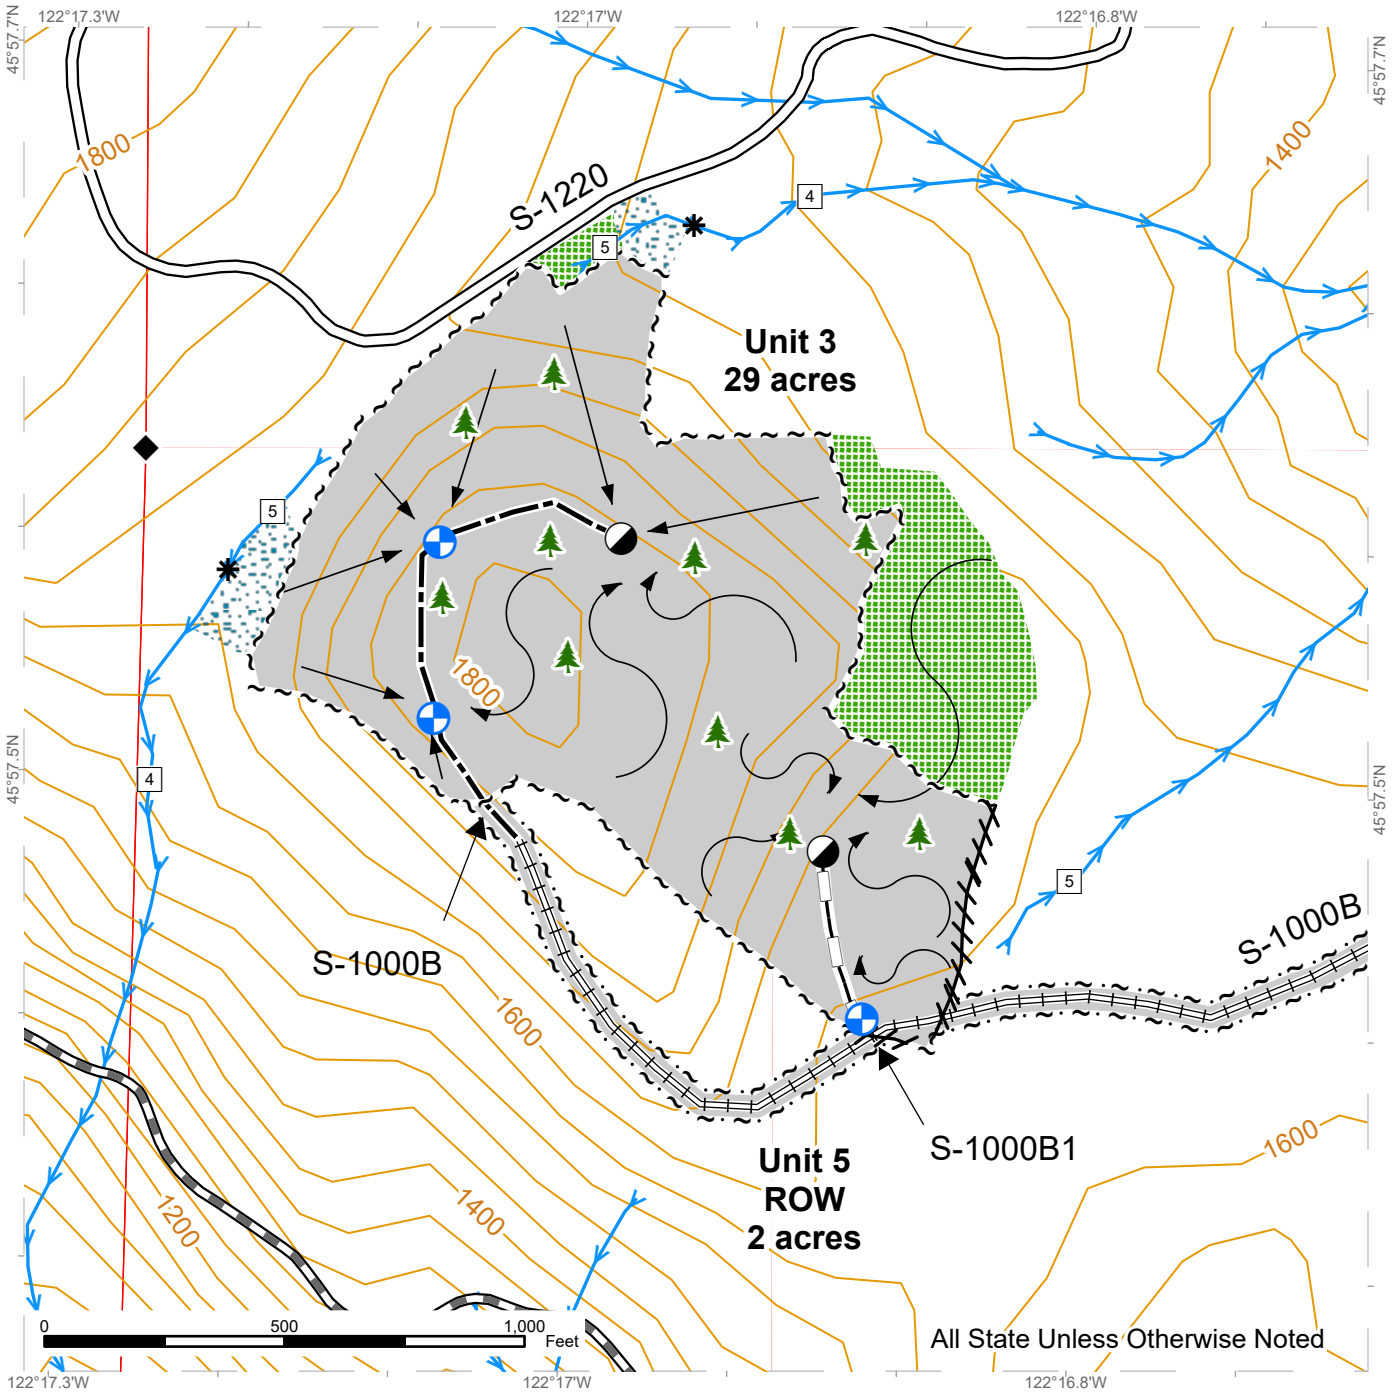 122°17.3'W
122°17'W
122°16.8'W
45°57.7'N
45°57.7'N
1800
1400
S-1220
4
5
Unit 3
29 acres
5
1800
45°57.5'N
45°57.5'N
4
5
S-1000B
S-1000B
1600
S-1000B1
1600
Unit 5
ROW
2 acres
1200
1400
0
500
1,000
Feet
All State Unless Otherwise Noted
122°17.3'W
122°17'W
122°16.8'W